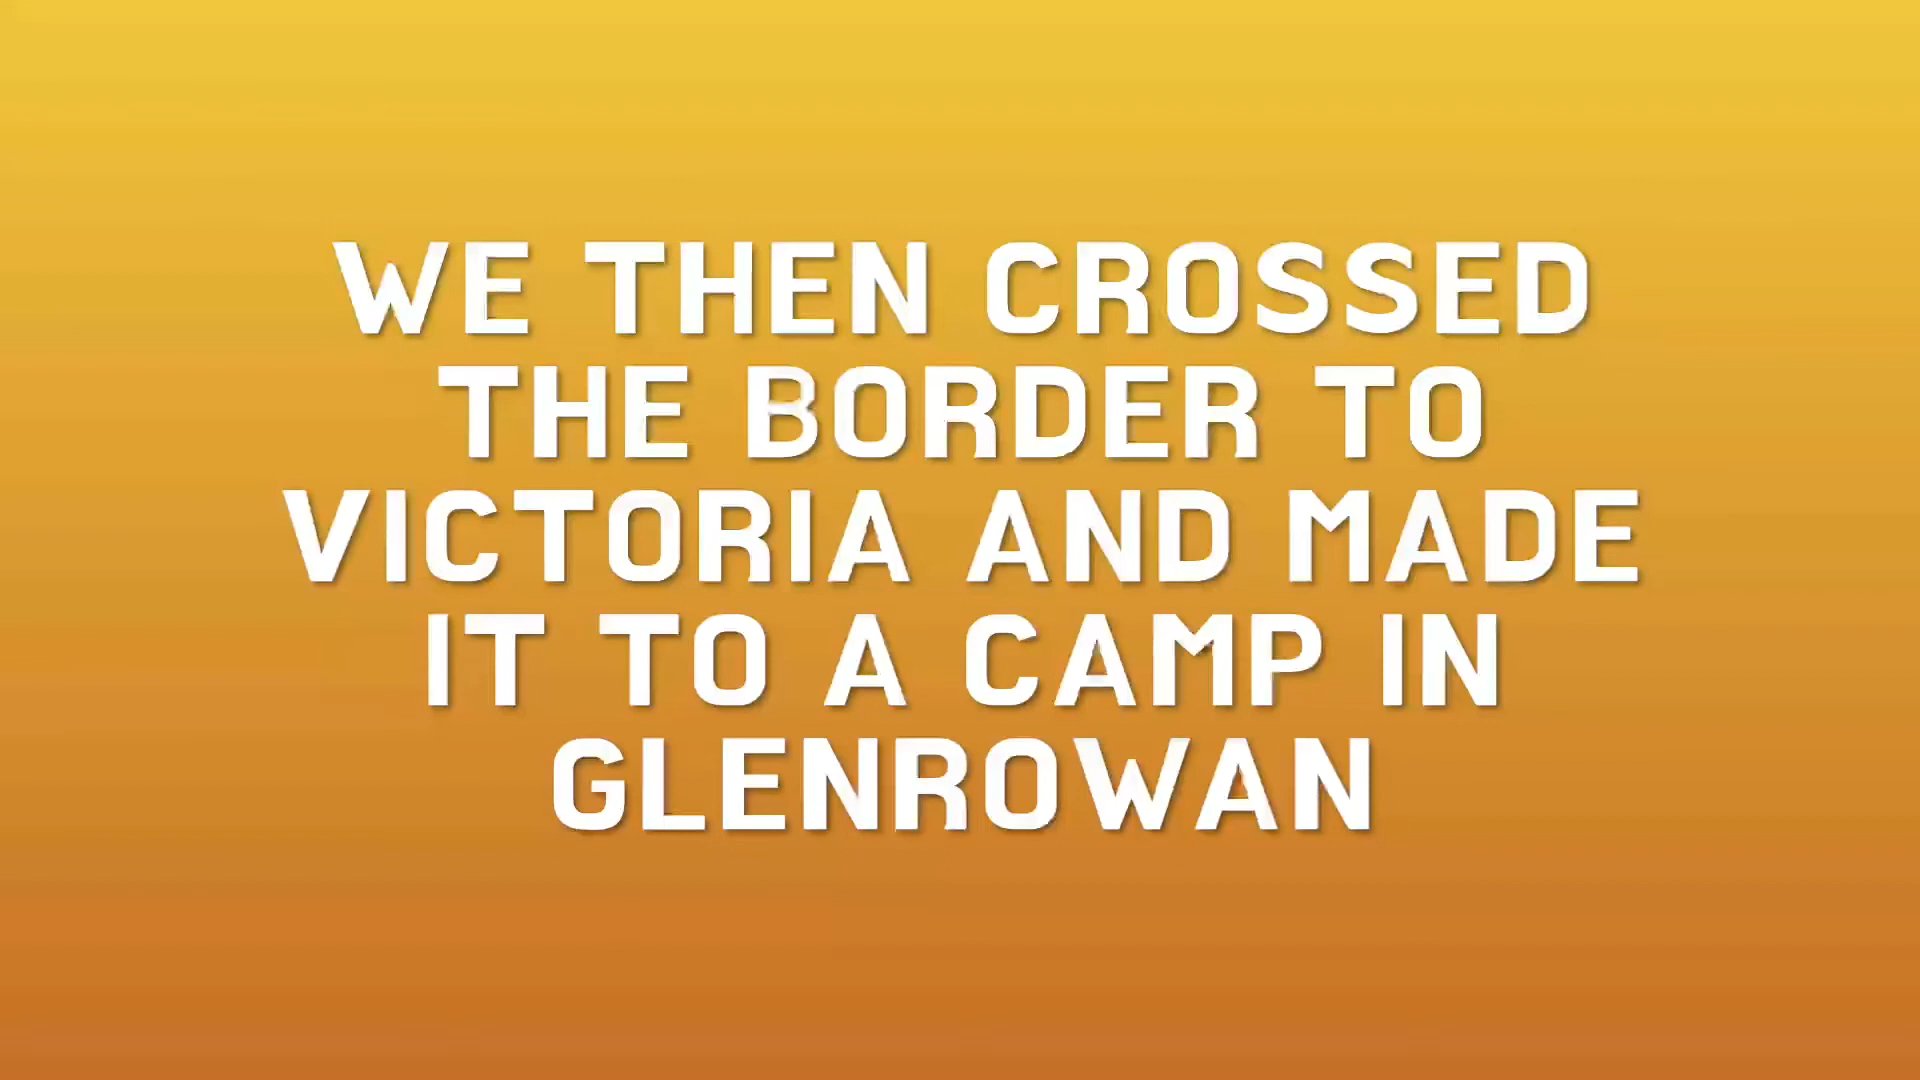 WE THEN CROSSED
THE BORDER TO
VICTORIA AND MADE
IT TO A CAMP IN
GLENROWAN